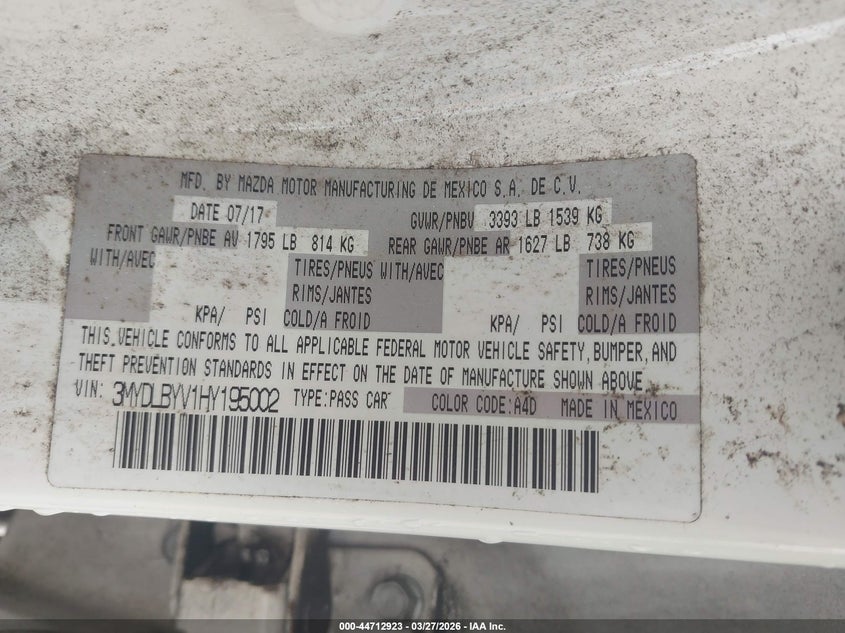 MFD. BY MAZDA MOTOR MANUFACTURING DE MEXICO S.A. DE C.V.
DATE 07/17 GVWR/PNBV 3393 LB 1539 KG
FRONT GAWR/PNBE AV 1795 LB 814 KG REAR GAWR/PNBE AR 1627 LB 738 KG
WITH/AVEC TIRES/PNEUS WITH/AVEC TIRES/PNEUS
RIMS/JANTES RIMS/JANTES
KPA/ PSI COLD/A FROID KPA/ PSI COLD/A FROID
THIS VEHICLE CONFORMS TO ALL APPLICABLE FEDERAL MOTOR VEHICLE SAFETY, BUMPER, AND
THEFT PREVENTION STANDARDS IN EFFECT ON THE DATE OF MANUFACTURE SHOWN ABOVE.
VIN: 3MYDLBYV1HY195002 TYPE:PASS CAR COLOR CODE:A4D MADE IN MEXICO
000-44712923 - 03/27/2026 - IAA Inc.